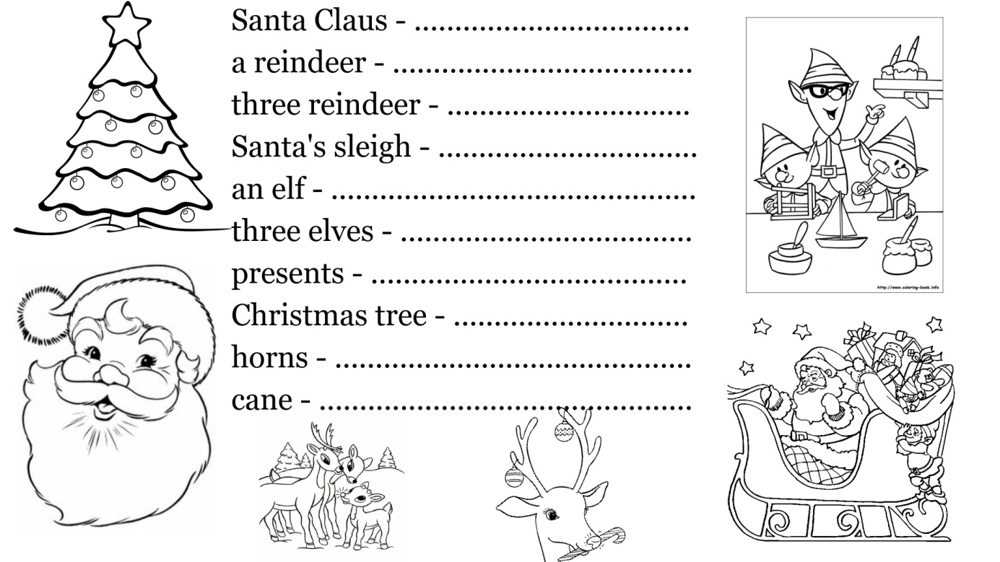 Santa Claus - ..................................
a reindeer - .....................................
three reindeer - ..............................
Santa's sleigh - ................................
an elf - .............................................
three elves - ....................................
presents - .......................................
Christmas tree - .............................
horns - ............................................
cane - ..............................................
http://www.coloring-book.info